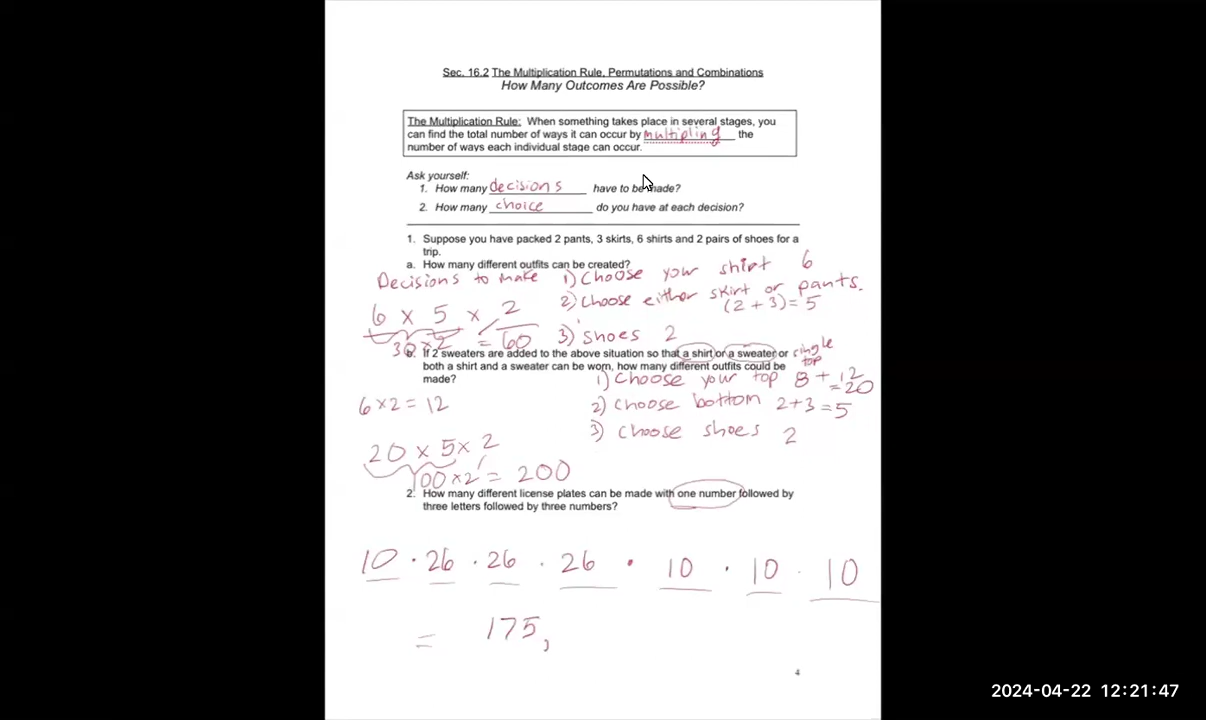 Sec. 16.2 The Multiplication Rule, Permutations and Combinations
How Many Outcomes Are Possible?
The Multiplication Rule: When something takes place in several stages, you
can find the total number of ways it can occur by multipling the
number of ways each individual stage can occur.
Ask yourself:
1. How many decisions have to be made?
2. How many choice do you have at each decision?
1. Suppose you have packed 2 pants, 3 skirts, 6 shirts and 2 pairs of shoes for a
trip.
a. How many different outfits can be created?
Decisions to make 1) Choose your shirt 6
2) Choose either skirt or pants.
(2 + 3) = 5
6 x 5 x 2
30 x 2 = 60
3) shoes 2
b. If 2 sweaters are added to the above situation so that a shirt or a sweater or single top
both a shirt and a sweater can be worn, how many different outfits could be
made?
1) Choose your top 8 + 12
= 20
6 x 2 = 12
2) choose bottom 2+3 = 5
3) choose shoes 2
20 x 5 x 2
100 x 2 = 200
2. How many different license plates can be made with one number followed by
three letters followed by three numbers?
10 · 26 · 26 · 26 · 10 · 10 · 10
= 175,
4
2024-04-22 12:21:47